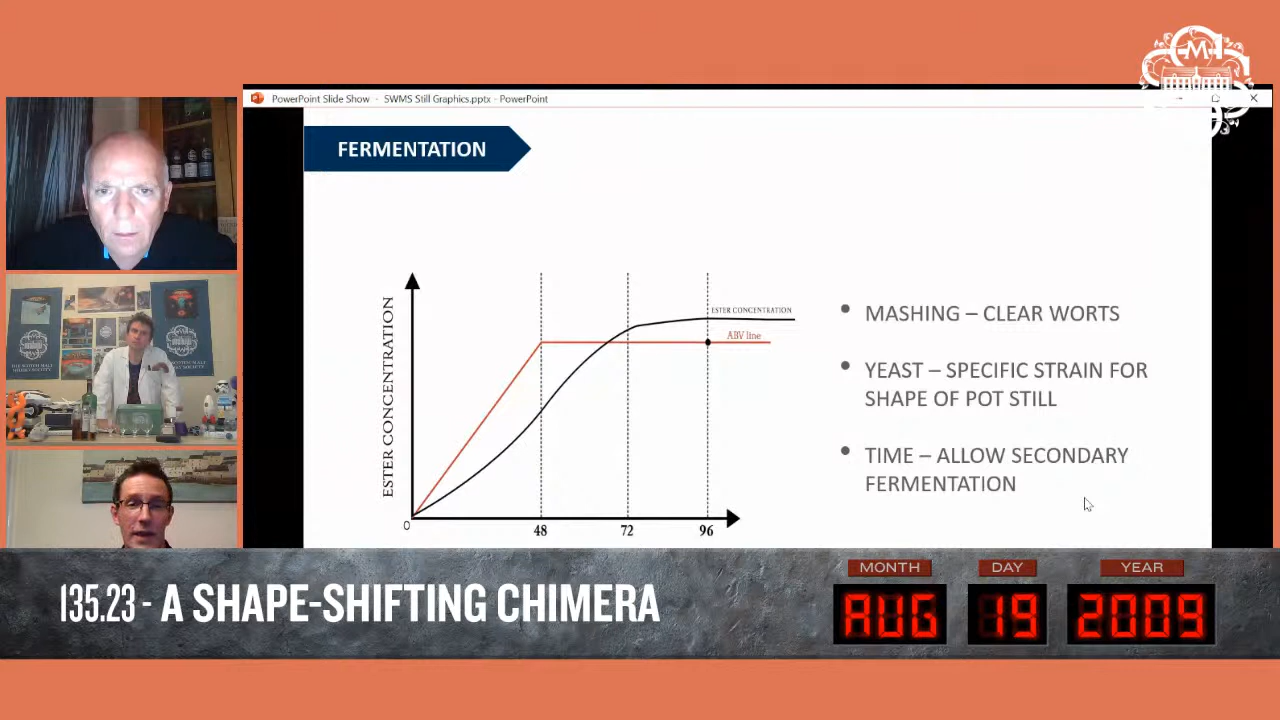 PowerPoint Slide Show - SWMS Still Graphics.pptx - PowerPoint
M
FERMENTATION
ESTER CONCENTRATION
ESTER CONCENTRATION
ABV line
0
48
72
96
• MASHING – CLEAR WORTS
• YEAST – SPECIFIC STRAIN FOR
SHAPE OF POT STILL
• TIME – ALLOW SECONDARY
FERMENTATION
135.23 - A SHAPE-SHIFTING CHIMERA
MONTH
DAY
YEAR
AUG
19
2009